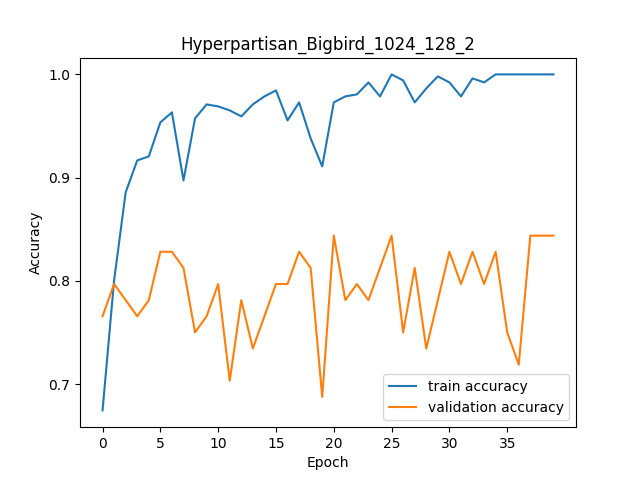 Hyperpartisan_Bigbird_1024_128_2
1.0
0.9
0.8
0.7
Accuracy
train accuracy
validation accuracy
0 5 10 15 20 25 30 35
Epoch